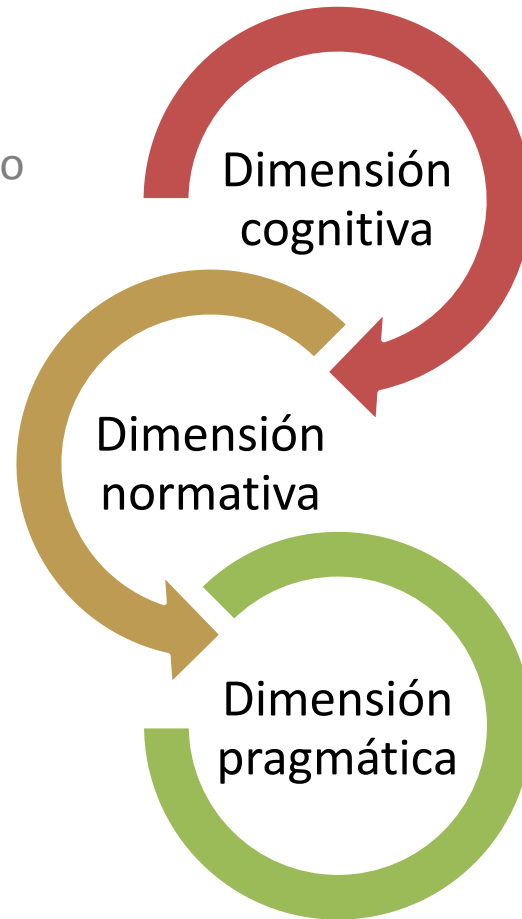 o
Dimensión
cognitiva
Dimensión
normativa
Dimensión
pragmática